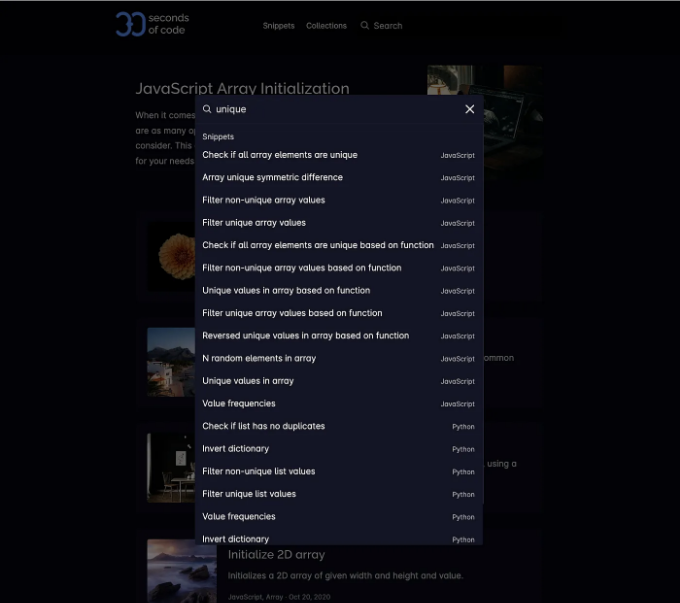 30 seconds
of code
Snippets
Collections
Search
JavaScript Array Initialization
When it comes
are as many op
consider. This
for your needs
unique
Snippets
Check if all array elements are unique JavaScript
Array unique symmetric difference JavaScript
Filter non-unique array values JavaScript
Filter unique array values JavaScript
Check if all array elements are unique based on function JavaScript
Filter non-unique array values based on function JavaScript
Unique values in array based on function JavaScript
Filter unique array values based on function JavaScript
Reversed unique values in array based on function JavaScript
N random elements in array JavaScript
Unique values in array JavaScript
Value frequencies JavaScript
Check if list has no duplicates Python
Invert dictionary Python
Filter non-unique list values Python
Filter unique list values Python
Value frequencies Python
Invert dictionary Python
ommon
using a
Initialize 2D array
Initializes a 2D array of given width and height and value.
JavaScript, Array · Oct 20, 2020